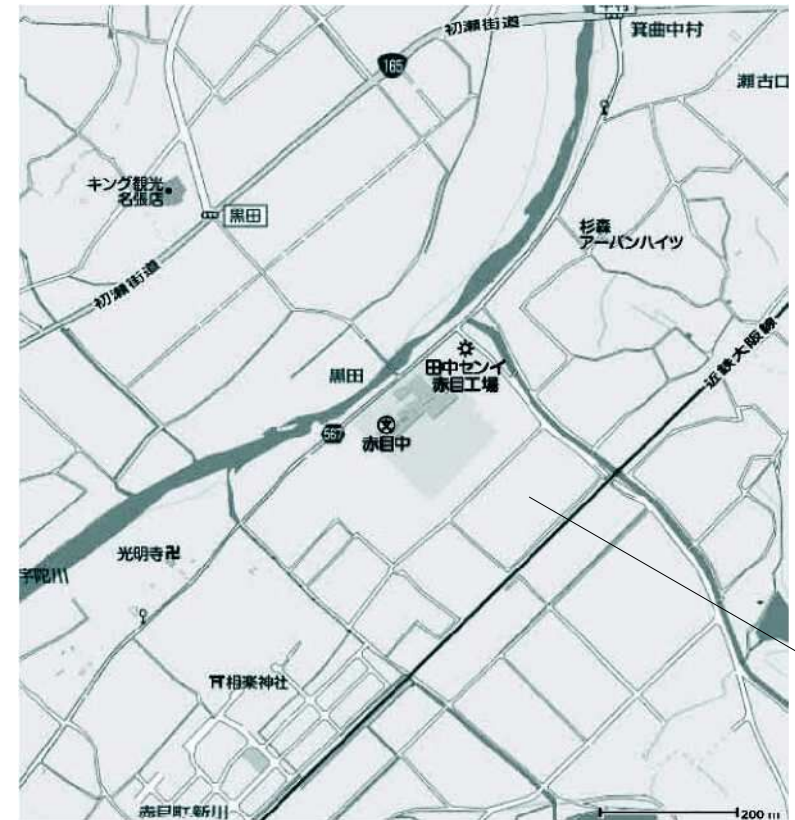 初瀬街道
箕曲中村
165
瀬古口
キング観光
名張店
黒田
杉森
アーバンハイツ
初瀬街道
近鉄大阪線
田中センイ
赤目工場
黒田
567
赤目中
光明寺
宇陀川
相楽神社
赤目町新川
200 m